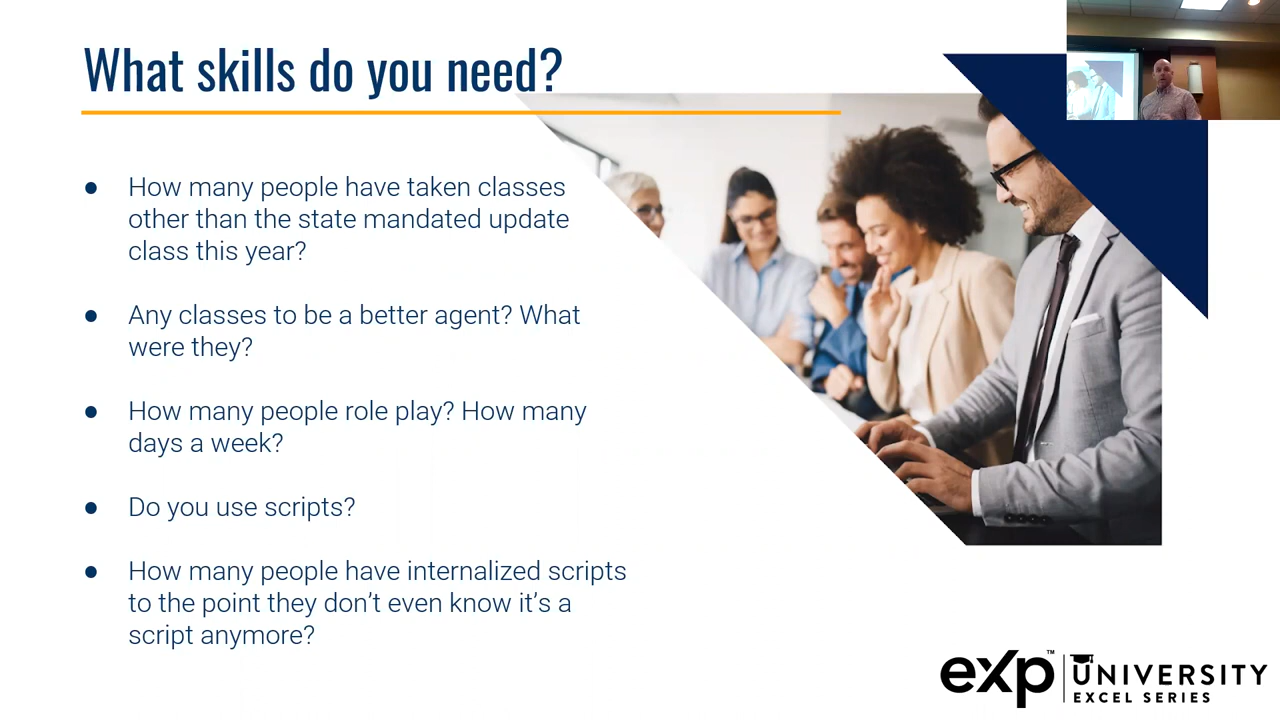 What skills do you need?
● How many people have taken classes
other than the state mandated update
class this year?
● Any classes to be a better agent? What
were they?
● How many people role play? How many
days a week?
● Do you use scripts?
● How many people have internalized scripts
to the point they don’t even know it’s a
script anymore?
eXp™ UNIVERSITY
EXCEL SERIES